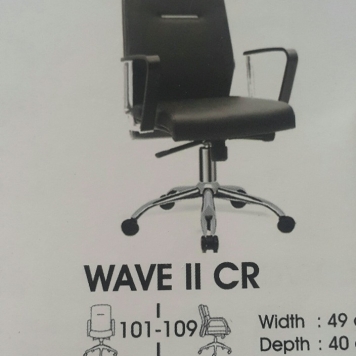 WAVE II CR
101-109
Width : 49
Depth : 40